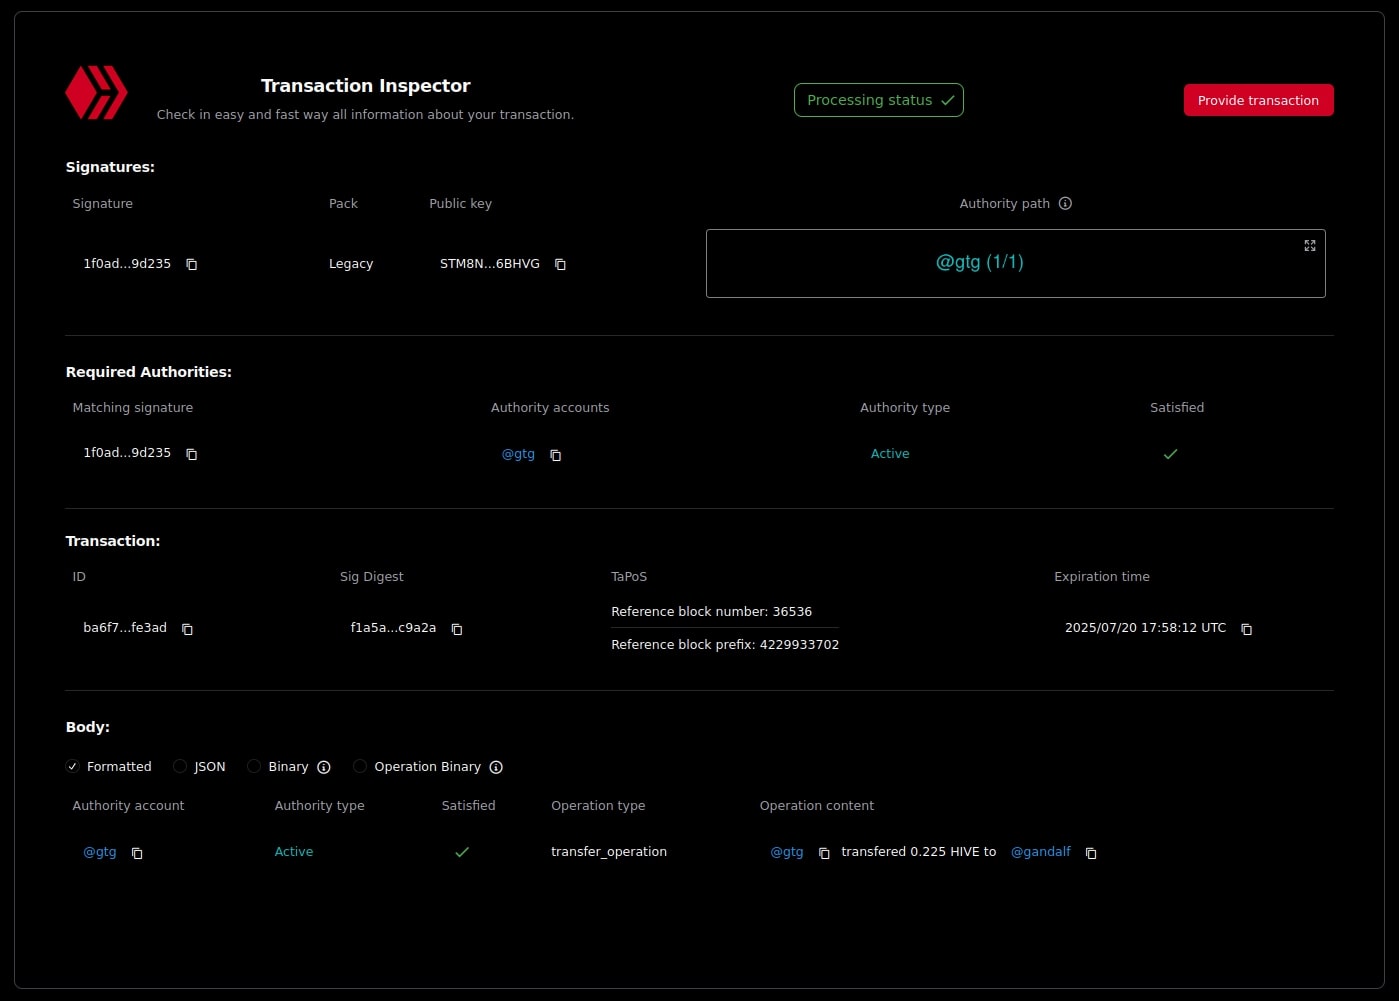 Transaction Inspector
Check in easy and fast way all information about your transaction.
Processing status
Provide transaction
Signatures:
Signature Pack Public key Authority path
1f0ad...9d235 Legacy STM8N...6BHVG @gtg (1/1)
Required Authorities:
Matching signature Authority accounts Authority type Satisfied
1f0ad...9d235 @gtg Active
Transaction:
ID Sig Digest TaPoS Expiration time
ba6f7...fe3ad f1a5a...c9a2a Reference block number: 36536 2025/07/20 17:58:12 UTC
Reference block prefix: 4229933702
Body:
Formatted JSON Binary Operation Binary
Authority account Authority type Satisfied Operation type Operation content
@gtg Active transfer_operation @gtg transfered 0.225 HIVE to @gandalf